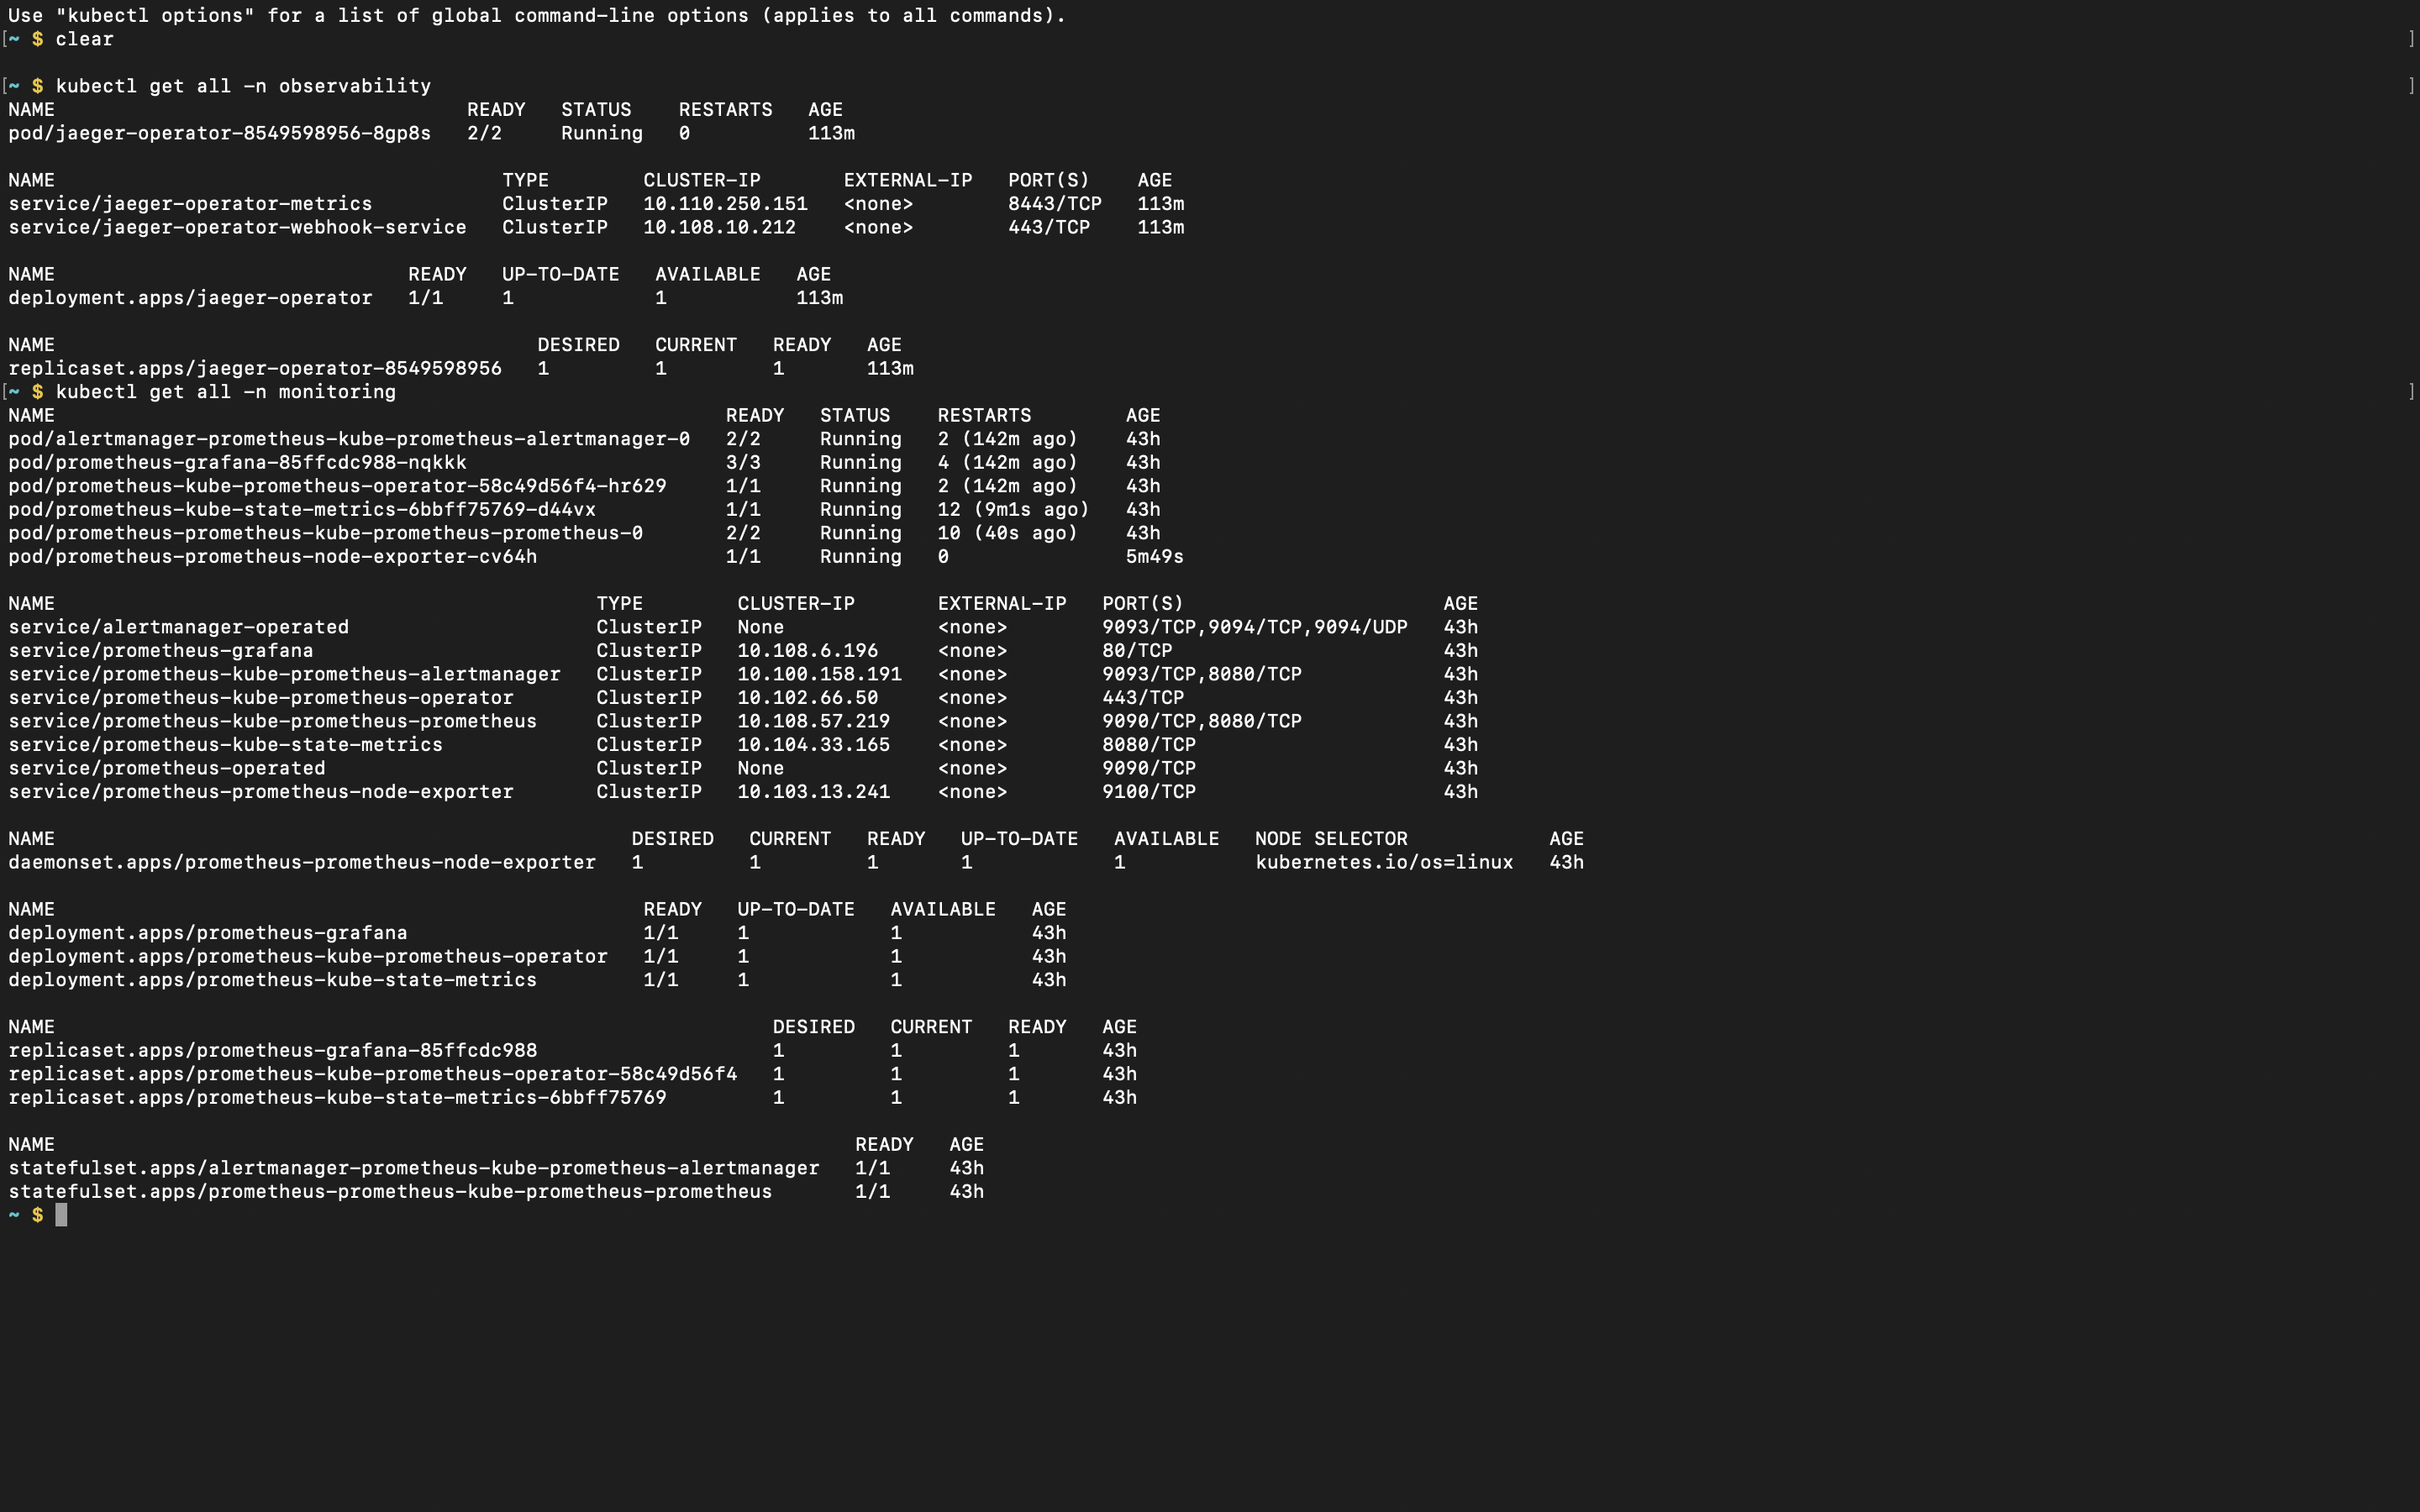 Use "kubectl options" for a list of global command-line options (applies to all commands).
[~ $ clear ]
[~ $ kubectl get all -n observability ]
NAME READY STATUS RESTARTS AGE
pod/jaeger-operator-8549598956-8gp8s 2/2 Running 0 113m
NAME TYPE CLUSTER-IP EXTERNAL-IP PORT(S) AGE
service/jaeger-operator-metrics ClusterIP 10.110.250.151 <none> 8443/TCP 113m
service/jaeger-operator-webhook-service ClusterIP 10.108.10.212 <none> 443/TCP 113m
NAME READY UP-TO-DATE AVAILABLE AGE
deployment.apps/jaeger-operator 1/1 1 1 113m
NAME DESIRED CURRENT READY AGE
replicaset.apps/jaeger-operator-8549598956 1 1 1 113m
[~ $ kubectl get all -n monitoring ]
NAME READY STATUS RESTARTS AGE
pod/alertmanager-prometheus-kube-prometheus-alertmanager-0 2/2 Running 2 (142m ago) 43h
pod/prometheus-grafana-85ffcdc988-nqkkk 3/3 Running 4 (142m ago) 43h
pod/prometheus-kube-prometheus-operator-58c49d56f4-hr629 1/1 Running 2 (142m ago) 43h
pod/prometheus-kube-state-metrics-6bbff75769-d44vx 1/1 Running 12 (9m1s ago) 43h
pod/prometheus-prometheus-kube-prometheus-prometheus-0 2/2 Running 10 (40s ago) 43h
pod/prometheus-prometheus-node-exporter-cv64h 1/1 Running 0 5m49s
NAME TYPE CLUSTER-IP EXTERNAL-IP PORT(S) AGE
service/alertmanager-operated ClusterIP None <none> 9093/TCP,9094/TCP,9094/UDP 43h
service/prometheus-grafana ClusterIP 10.108.6.196 <none> 80/TCP 43h
service/prometheus-kube-prometheus-alertmanager ClusterIP 10.100.158.191 <none> 9093/TCP,8080/TCP 43h
service/prometheus-kube-prometheus-operator ClusterIP 10.102.66.50 <none> 443/TCP 43h
service/prometheus-kube-prometheus-prometheus ClusterIP 10.108.57.219 <none> 9090/TCP,8080/TCP 43h
service/prometheus-kube-state-metrics ClusterIP 10.104.33.165 <none> 8080/TCP 43h
service/prometheus-operated ClusterIP None <none> 9090/TCP 43h
service/prometheus-prometheus-node-exporter ClusterIP 10.103.13.241 <none> 9100/TCP 43h
NAME DESIRED CURRENT READY UP-TO-DATE AVAILABLE NODE SELECTOR AGE
daemonset.apps/prometheus-prometheus-node-exporter 1 1 1 1 1 kubernetes.io/os=linux 43h
NAME READY UP-TO-DATE AVAILABLE AGE
deployment.apps/prometheus-grafana 1/1 1 1 43h
deployment.apps/prometheus-kube-prometheus-operator 1/1 1 1 43h
deployment.apps/prometheus-kube-state-metrics 1/1 1 1 43h
NAME DESIRED CURRENT READY AGE
replicaset.apps/prometheus-grafana-85ffcdc988 1 1 1 43h
replicaset.apps/prometheus-kube-prometheus-operator-58c49d56f4 1 1 1 43h
replicaset.apps/prometheus-kube-state-metrics-6bbff75769 1 1 1 43h
NAME READY AGE
statefulset.apps/alertmanager-prometheus-kube-prometheus-alertmanager 1/1 43h
statefulset.apps/prometheus-prometheus-kube-prometheus-prometheus 1/1 43h
~ $